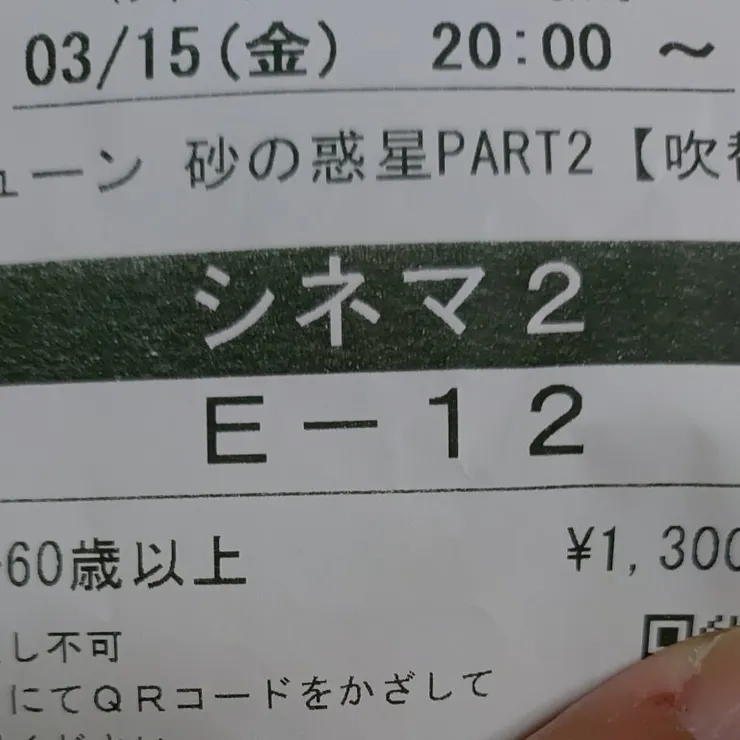 03/15(金) 20:00 ～
ューン 砂の惑星PART2【吹替
シネマ２
Ｅ－１２
60歳以上 ¥1,300
し不可
にてＱＲコードをかざして